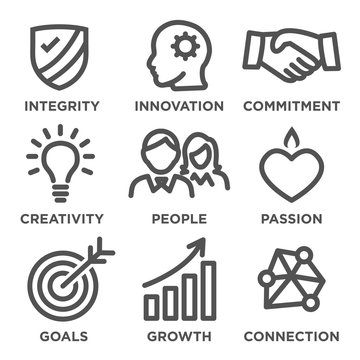 INTEGRITY INNOVATION COMMITMENT
CREATIVITY PEOPLE PASSION
GOALS GROWTH CONNECTION